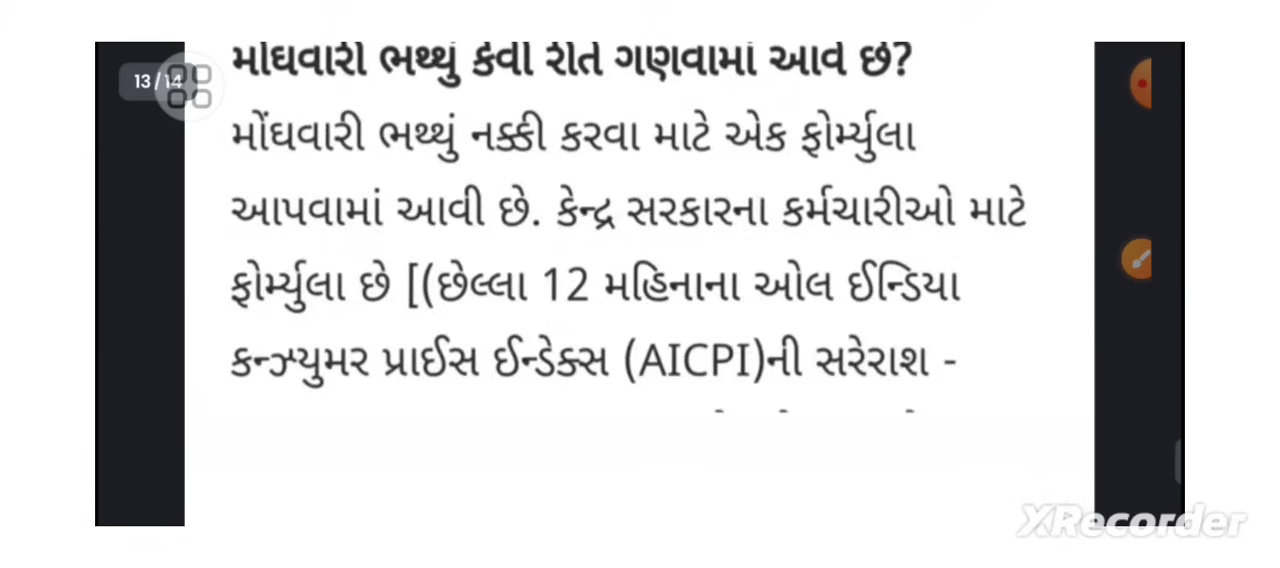 મોંઘવારી ભથ્થું કેવી રીતે ગણવામાં આવે છે?
13/14
મોંઘવારી ભથ્થું નક્કી કરવા માટે એક ફોર્મ્યુલા
આપવામાં આવી છે. કેન્દ્ર સરકારના કર્મચારીઓ માટે
ફોર્મ્યુલા છે [(છેલ્લા 12 મહિનાના ઓલ ઈન્ડિયા
કન્ઝ્યુમર પ્રાઈસ ઈન્ડેક્સ (AICPI)ની સરેરાશ -
XRecorder